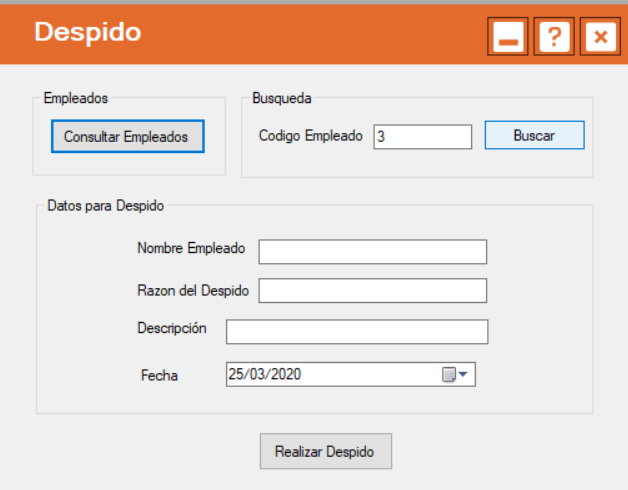 Despido
?
Empleados
Consultar Empleados
Busqueda
Codigo Empleado 3 Buscar
Datos para Despido
Nombre Empleado
Razon del Despido
Descripción
Fecha 25/03/2020
Realizar Despido